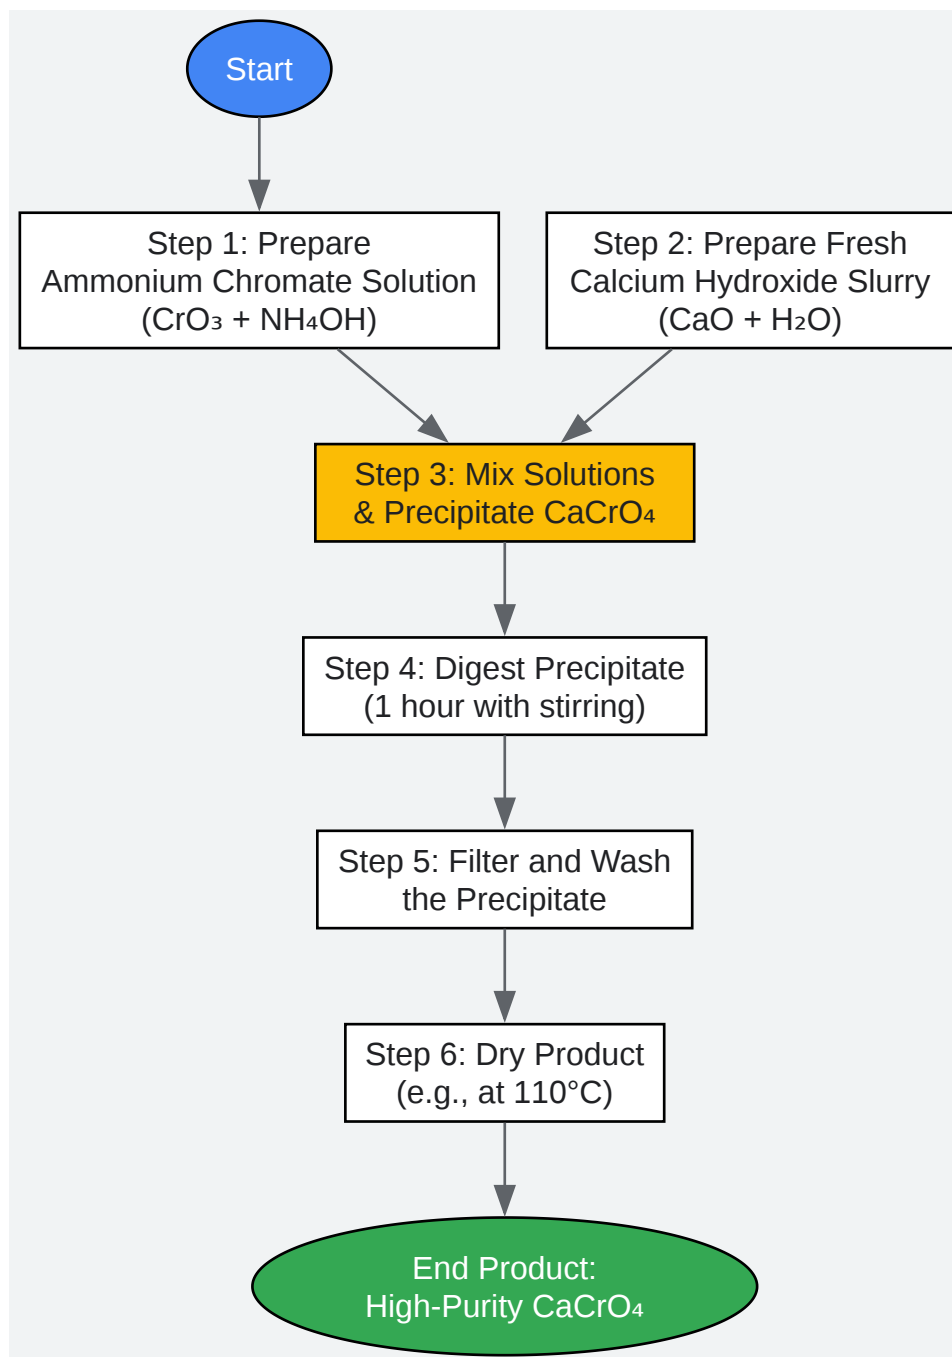 Start
Step 1: Prepare
Ammonium Chromate Solution
(CrO₃ + NH₄OH)
Step 2: Prepare Fresh
Calcium Hydroxide Slurry
(CaO + H₂O)
Step 3: Mix Solutions
& Precipitate CaCrO₄
Step 4: Digest Precipitate
(1 hour with stirring)
Step 5: Filter and Wash
the Precipitate
Step 6: Dry Product
(e.g., at 110°C)
End Product:
High-Purity CaCrO₄